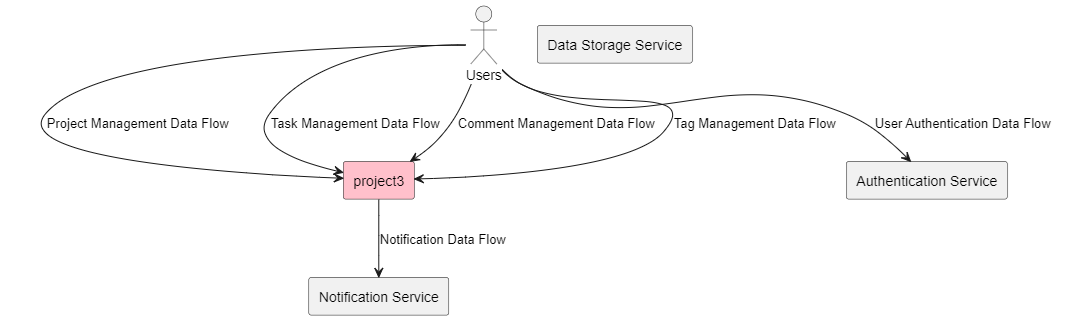 Data Storage Service
Users
Project Management Data Flow
Task Management Data Flow
Comment Management Data Flow
Tag Management Data Flow
User Authentication Data Flow
project3
Authentication Service
Notification Data Flow
Notification Service